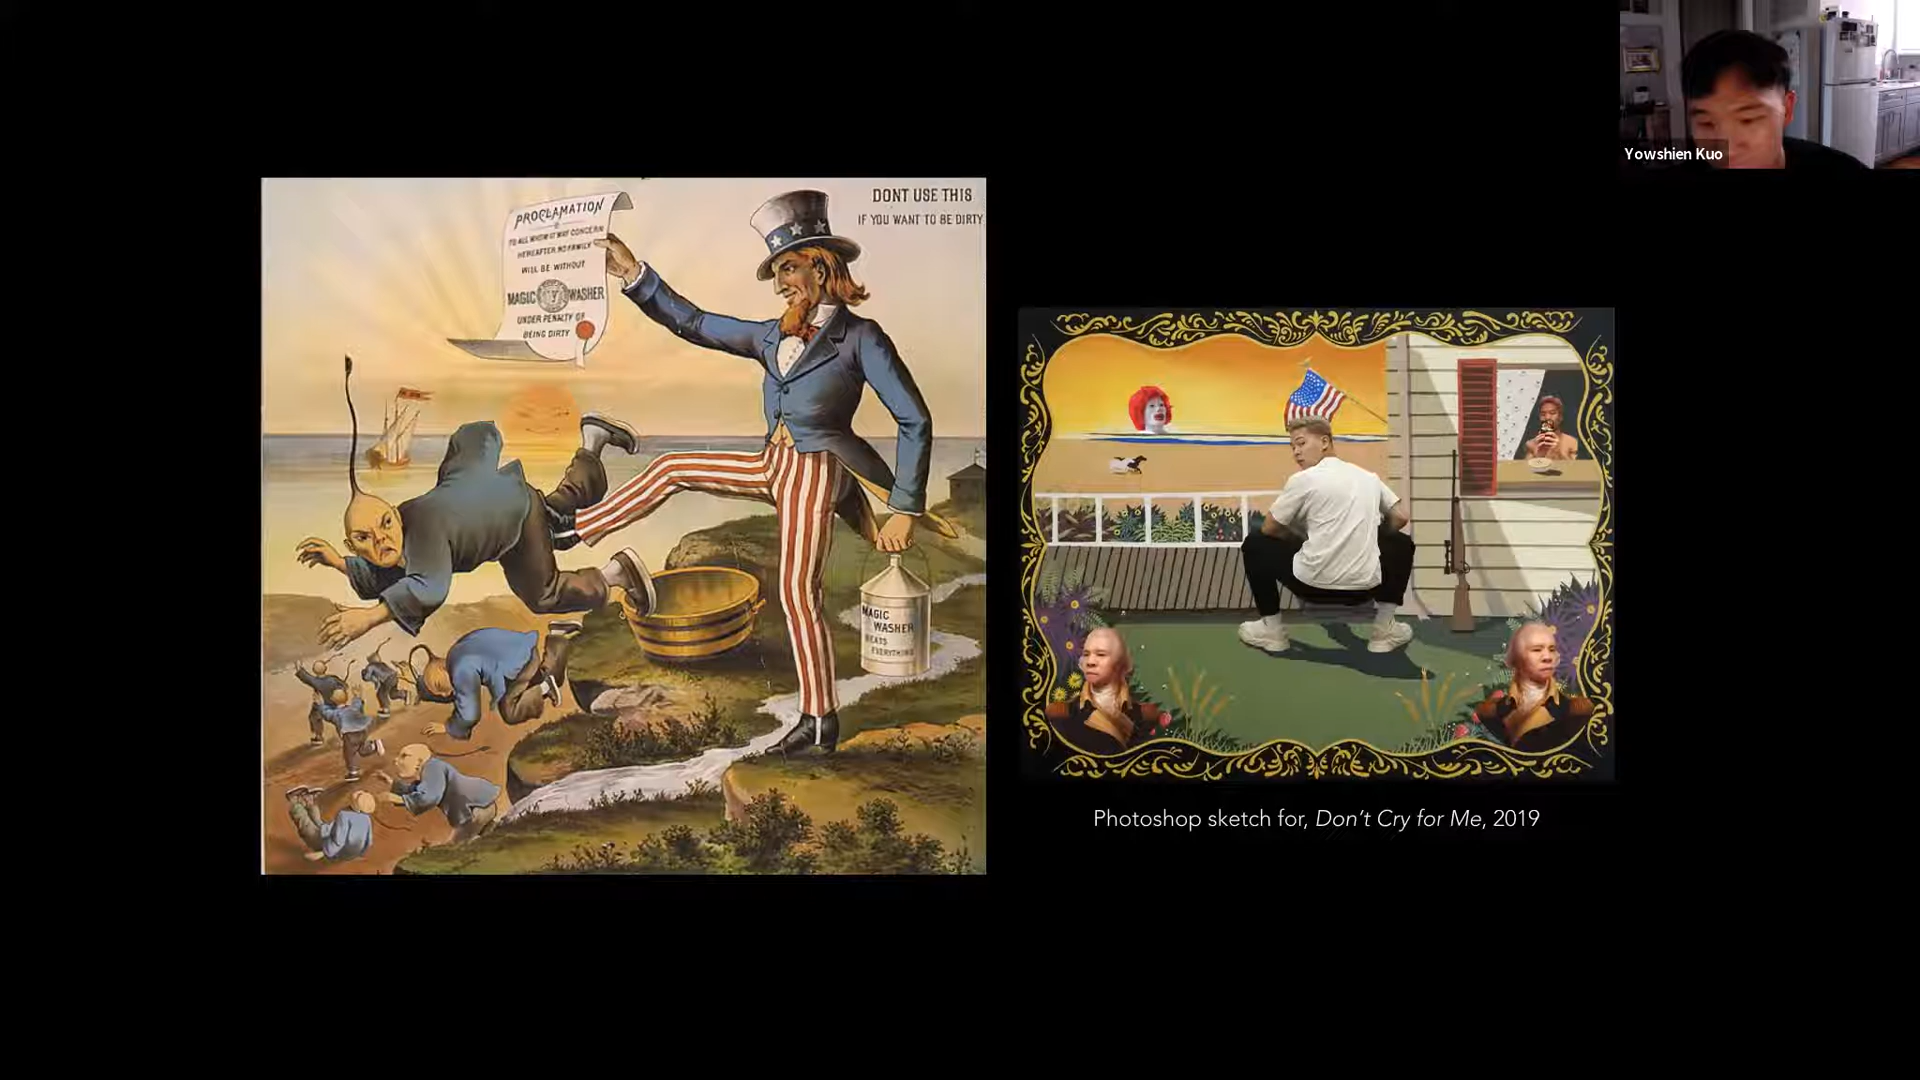 Yowshien Kuo
PROCLAMATION
TO ALL WHOM IT MAY CONCERN
HEREAFTER NO FAMILY
WILL BE WITHOUT
MAGIC WASHER
UNDER PENALTY OF
BEING DIRTY
DONT USE THIS
IF YOU WANT TO BE DIRTY
MAGIC
WASHER
EVERYTHING
Photoshop sketch for, Don’t Cry for Me, 2019